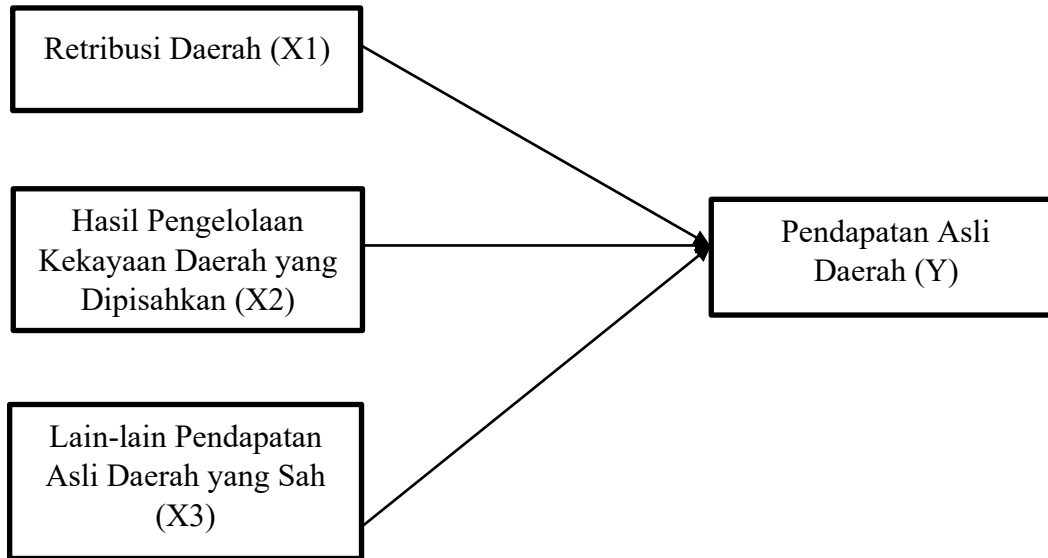 Retribusi Daerah (X1)
Hasil Pengelolaan
Kekayaan Daerah yang
Dipisahkan (X2)
Lain-lain Pendapatan
Asli Daerah yang Sah
(X3)
Pendapatan Asli
Daerah (Y)